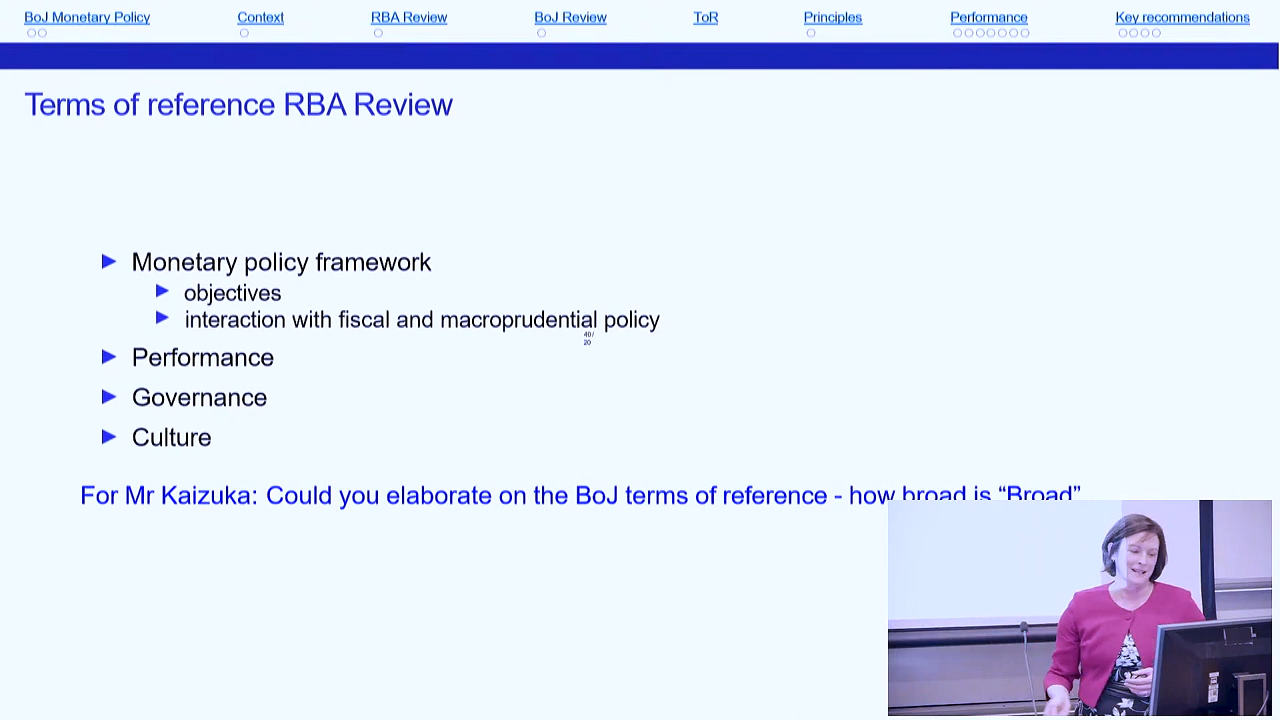 BoJ Monetary Policy Context RBA Review BoJ Review ToR Principles Performance Key recommendations
Terms of reference RBA Review
Monetary policy framework
objectives
interaction with fiscal and macroprudential policy
40/
20
Performance
Governance
Culture
For Mr Kaizuka: Could you elaborate on the BoJ terms of reference - how broad is “Broad”